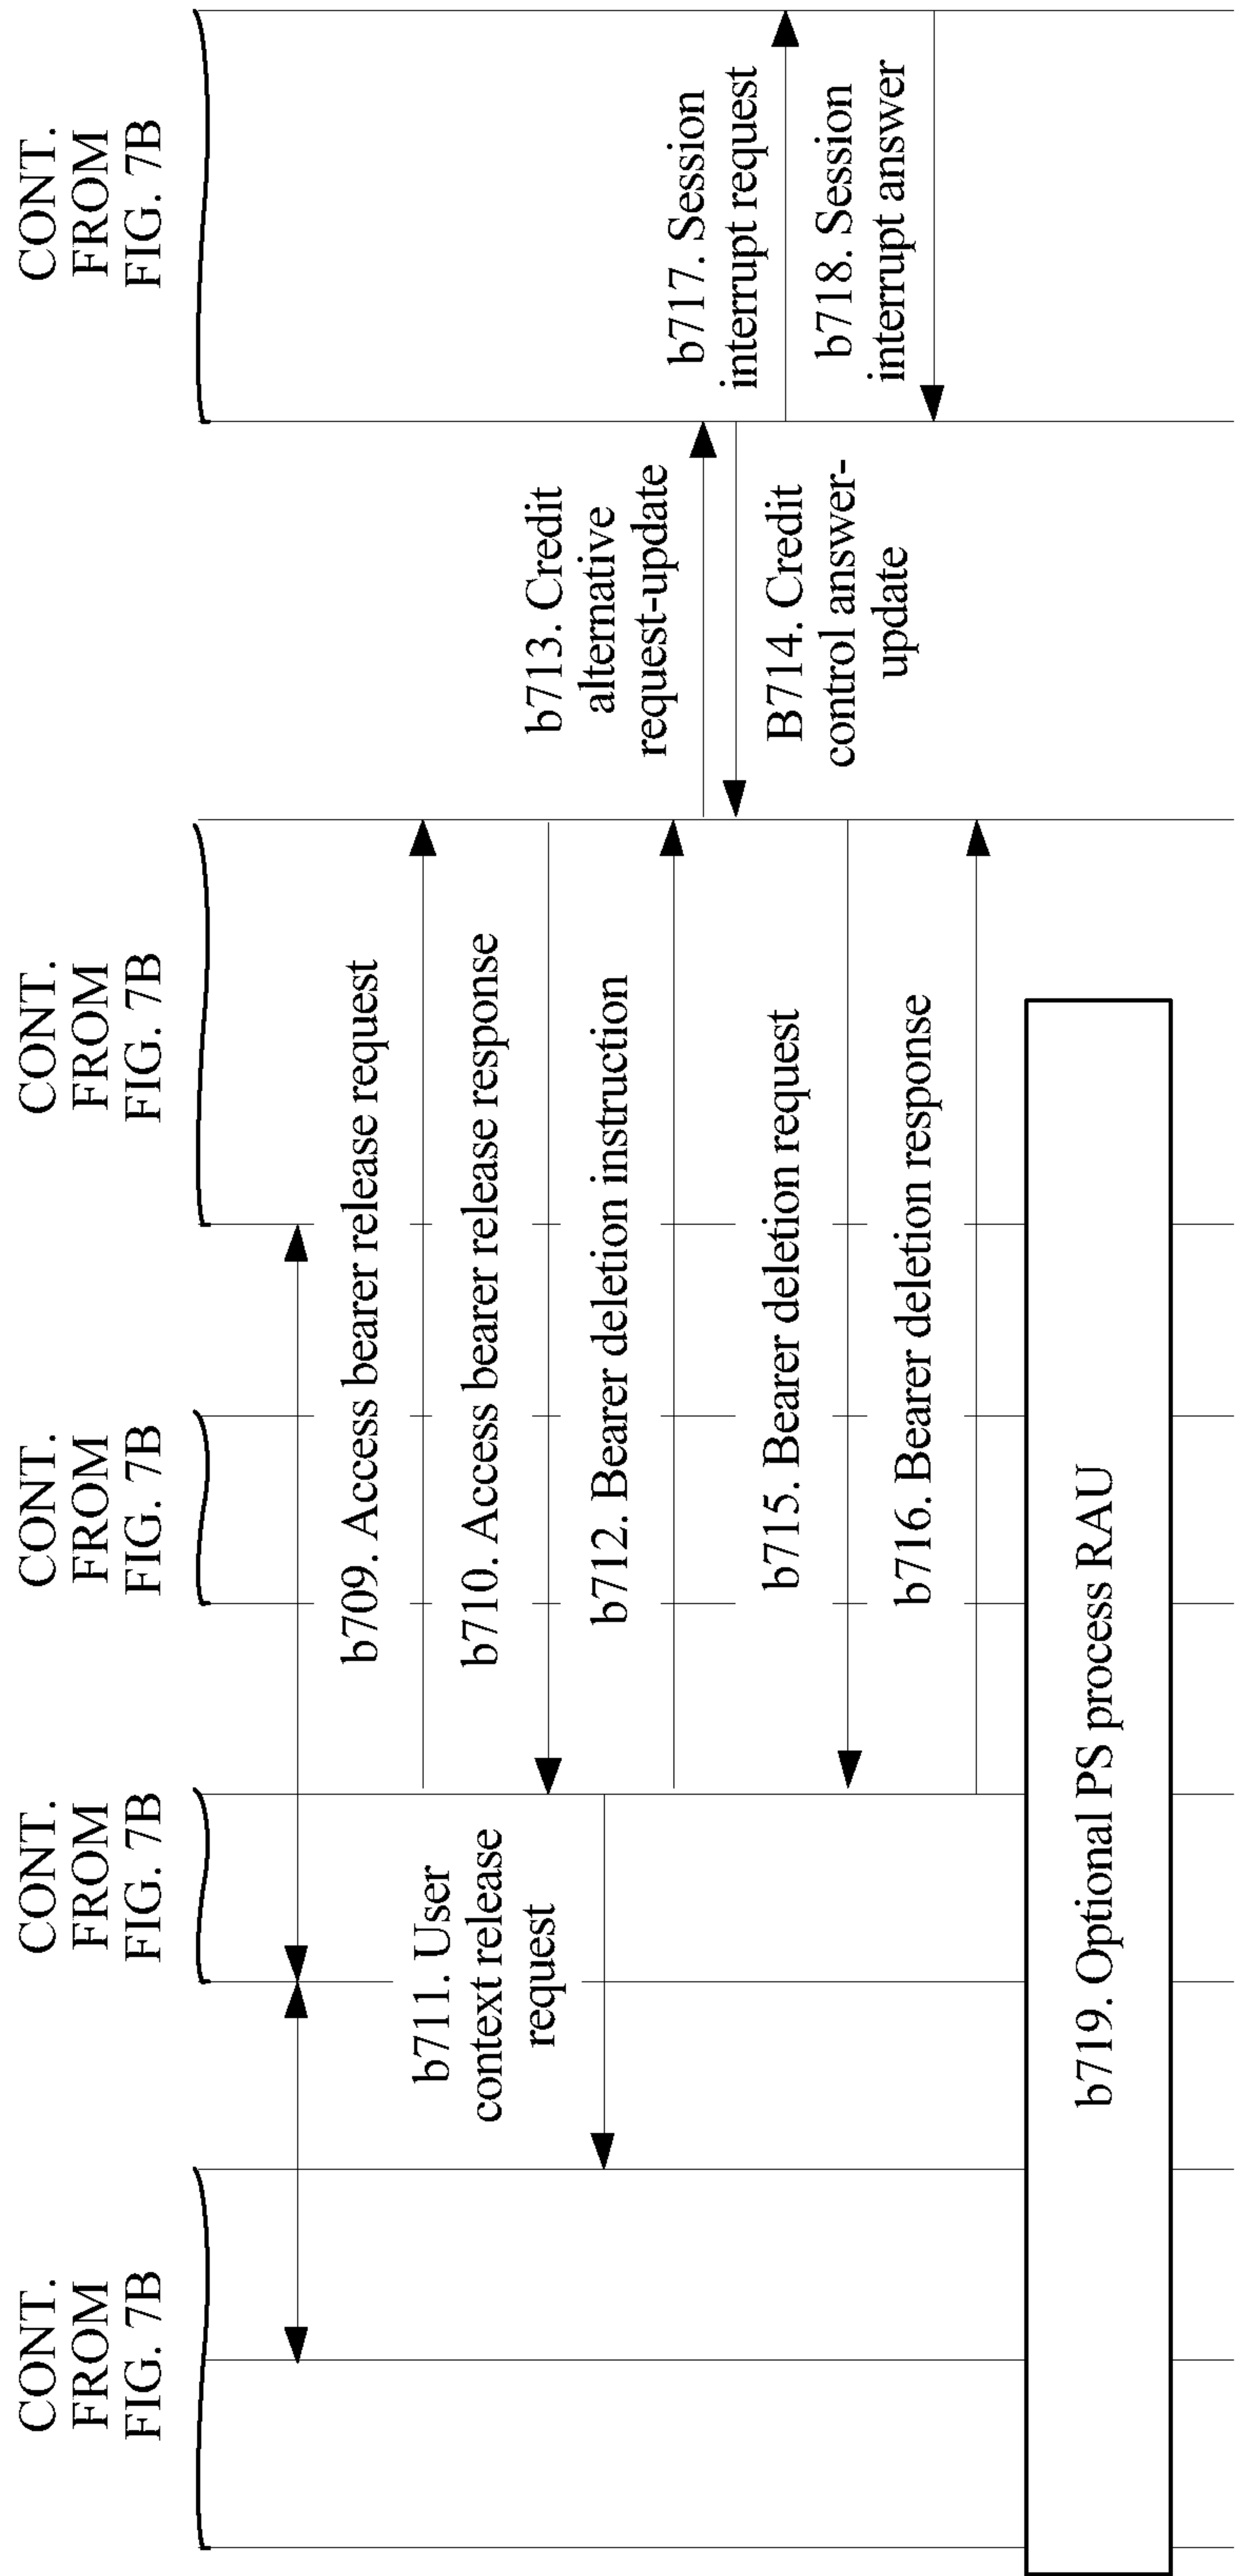 CONT.
FROM
FIG. 7B
CONT.
FROM
FIG. 7B
CONT.
FROM
FIG. 7B
CONT.
FROM
FIG. 7B
CONT.
FROM
FIG. 7B
b709. Access bearer release request
b710. Access bearer release response
b711. User
context release
request
b712. Bearer deletion instruction
b713. Credit
alternative
request-update
B714. Credit
control answer-
update
b715. Bearer deletion request
b716. Bearer deletion response
b717. Session
interrupt request
b718. Session
interrupt answer
b719. Optional PS process RAU